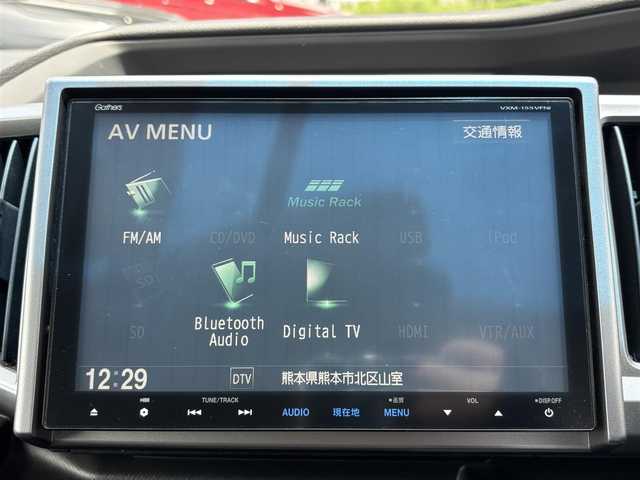 Gathers VXM-155VFNi
AV MENU 交通情報
Music Rack
FM/AM CD/DVD Music Rack USB iPod
SD Bluetooth Audio Digital TV HDMI VTR/AUX
12:29 DTV 熊本県熊本市北区山室
TUNE/TRACK ●画質 VOL ●DISP.OFF
AUDIO 現在地 MENU